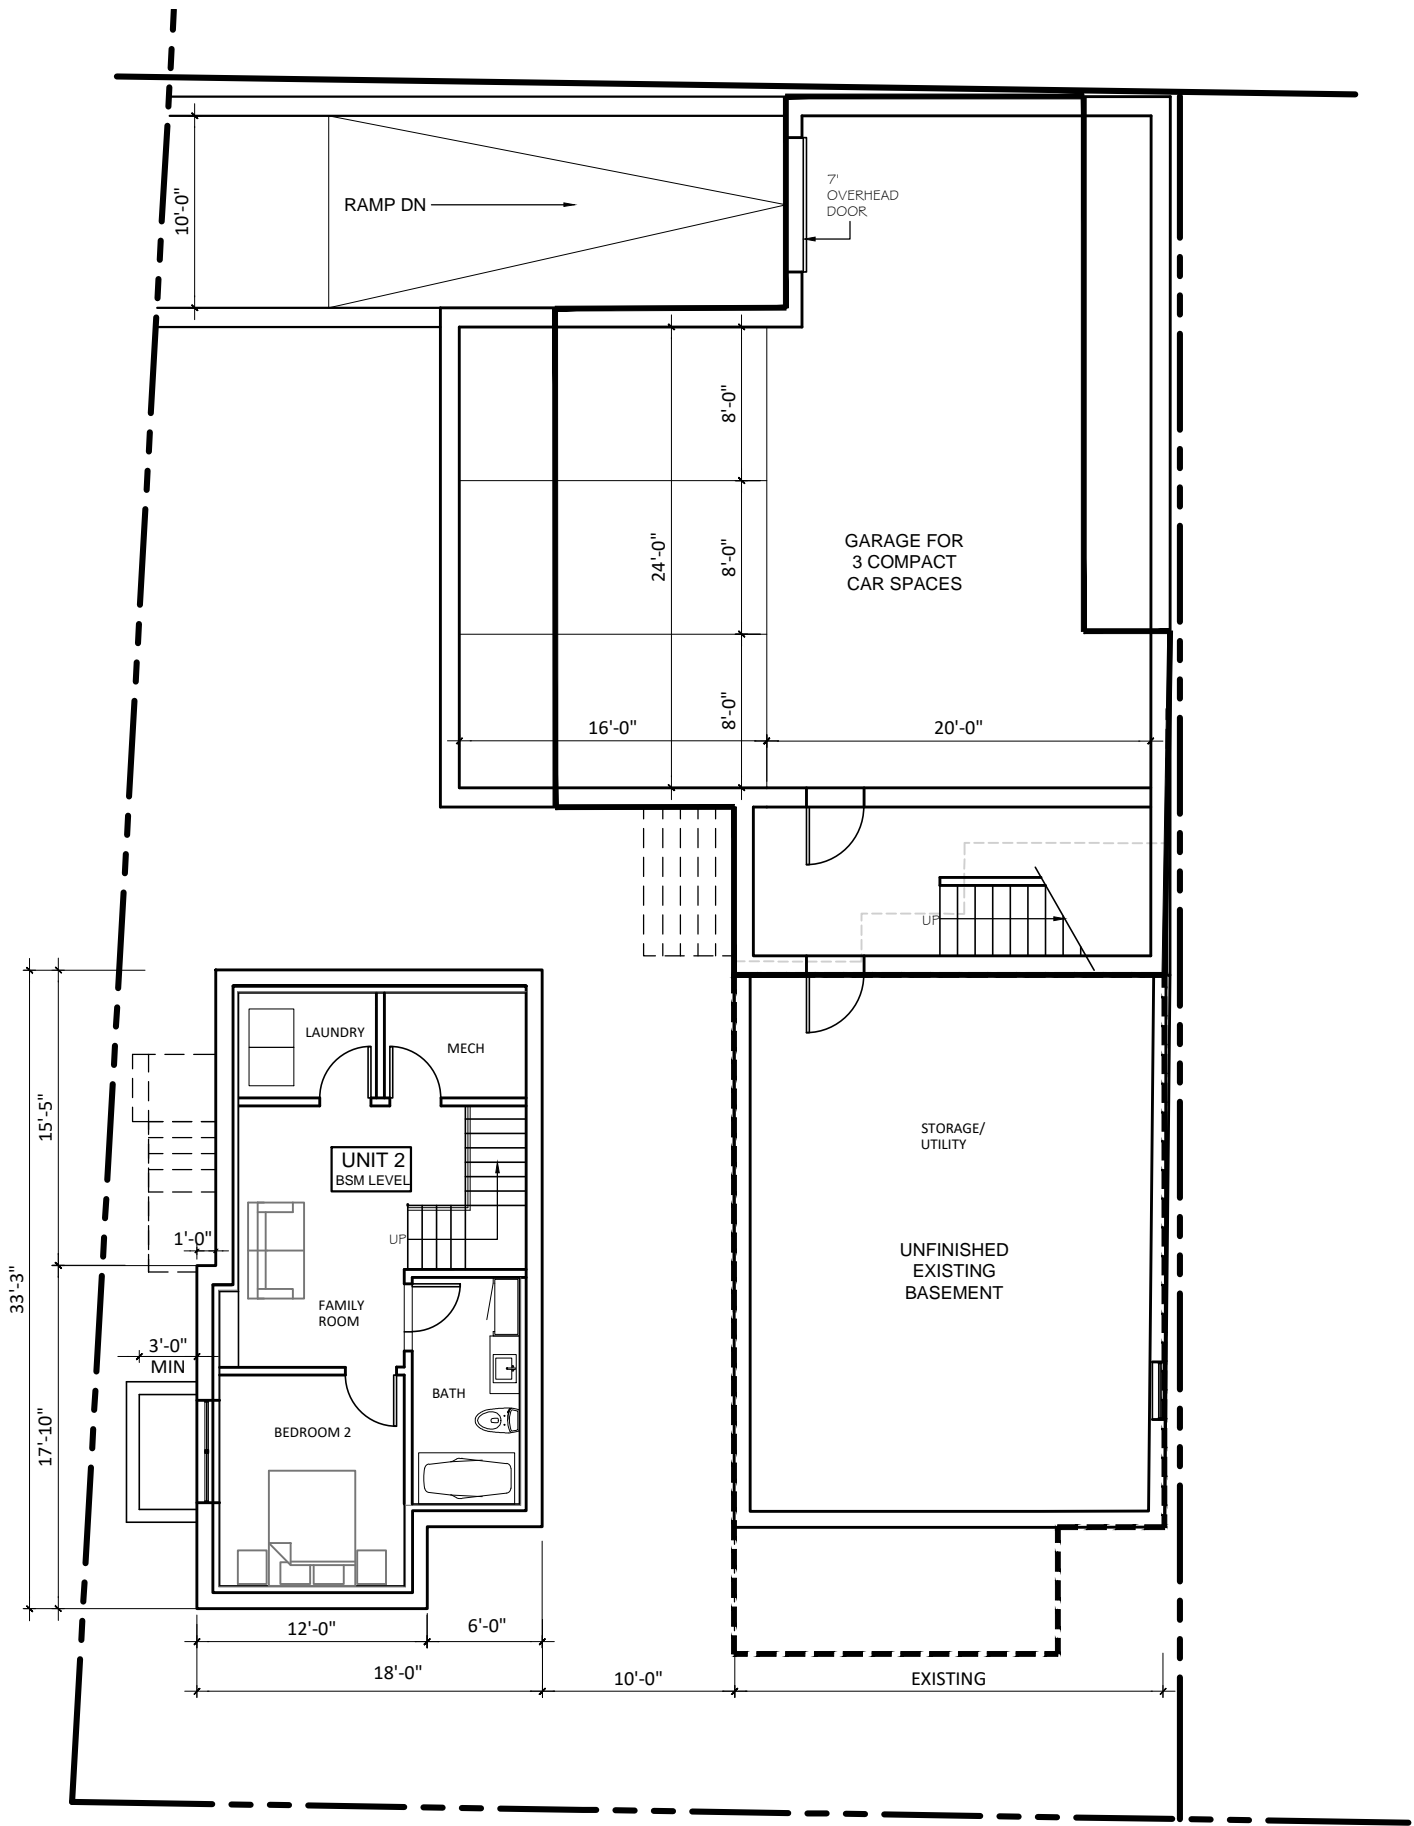 10'-0"
RAMP DN
7'
OVERHEAD
DOOR
8'-0"
24'-0"
8'-0"
GARAGE FOR
3 COMPACT
CAR SPACES
8'-0"
16'-0"
20'-0"
UP
LAUNDRY
MECH
15'-5"
UNIT 2
BSM LEVEL
STORAGE/
UTILITY
1'-0"
UP
33'-3"
UNFINISHED
EXISTING
BASEMENT
FAMILY
ROOM
3'-0"
MIN
BATH
17'-10"
BEDROOM 2
12'-0"
6'-0"
18'-0"
10'-0"
EXISTING